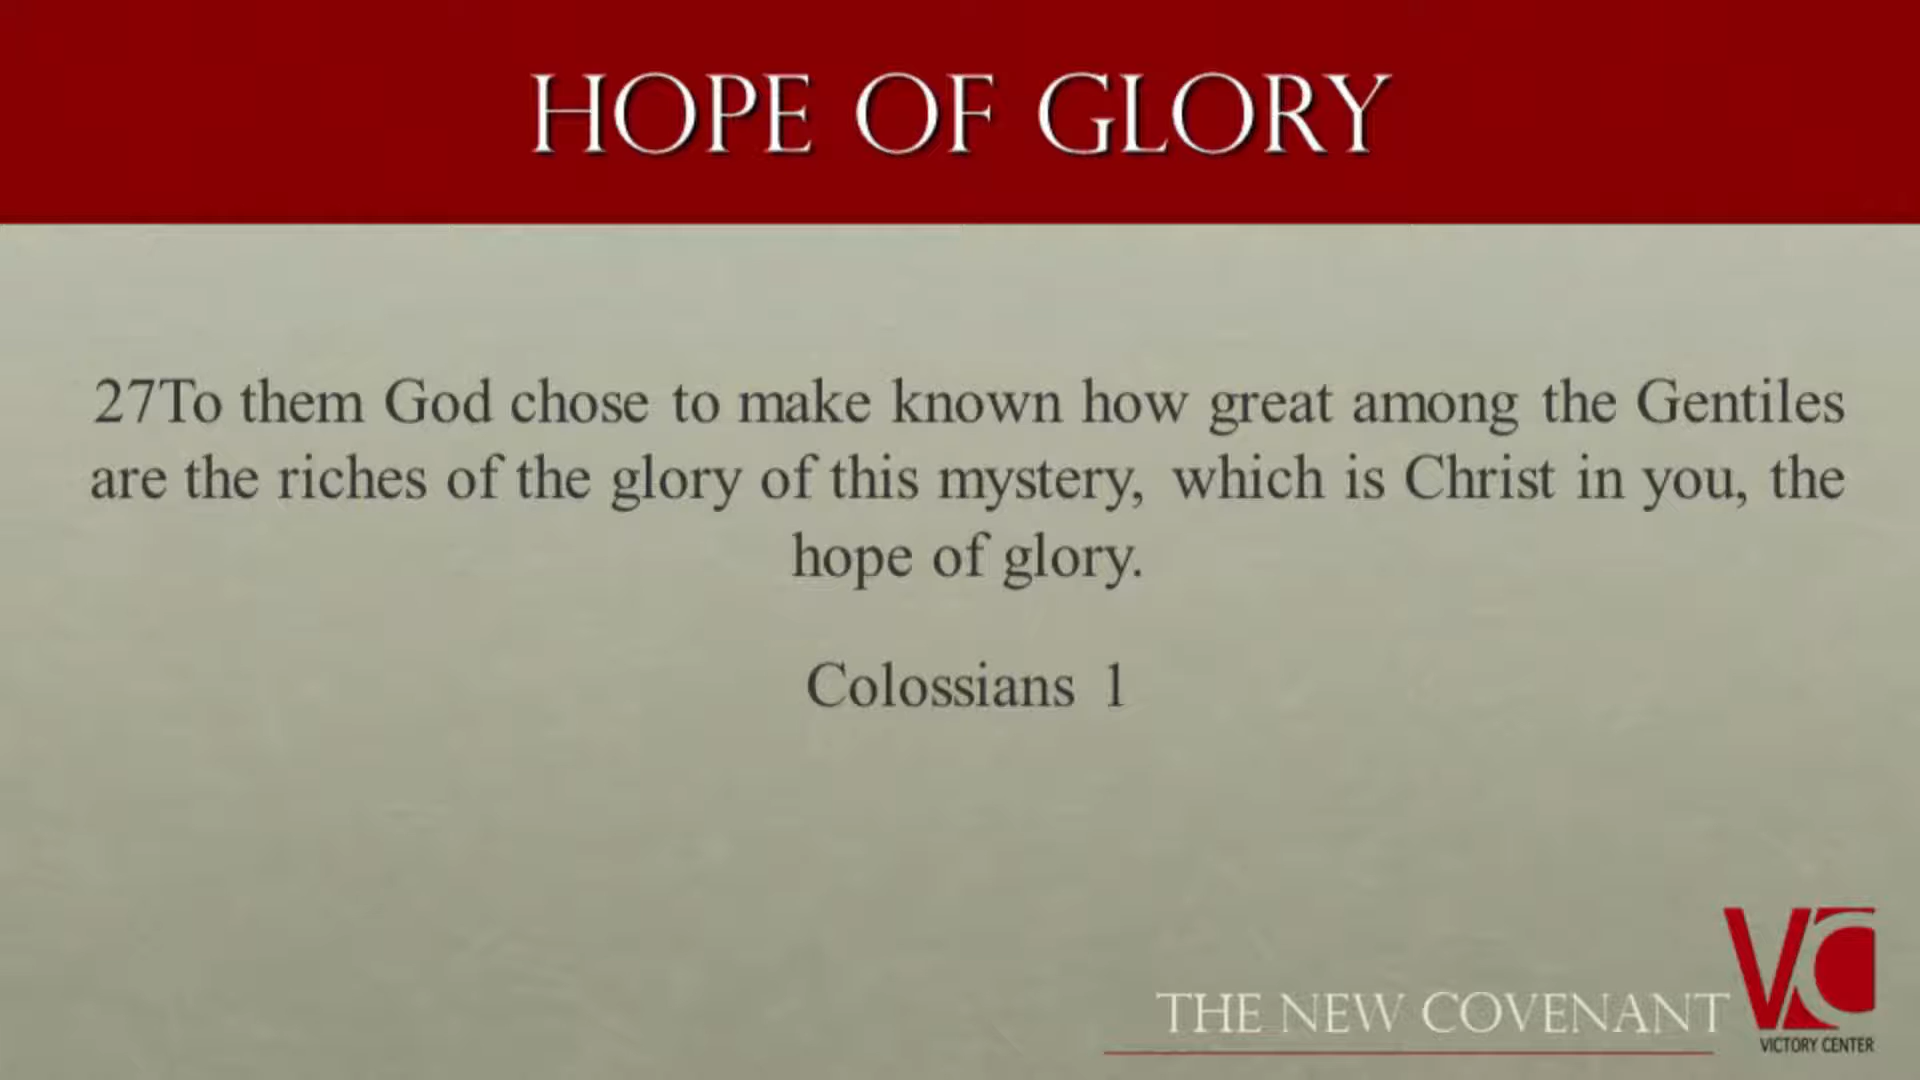 HOPE OF GLORY
27To them God chose to make known how great among the Gentiles
are the riches of the glory of this mystery, which is Christ in you, the
hope of glory.
Colossians 1
THE NEW COVENANT
VC
VICTORY CENTER